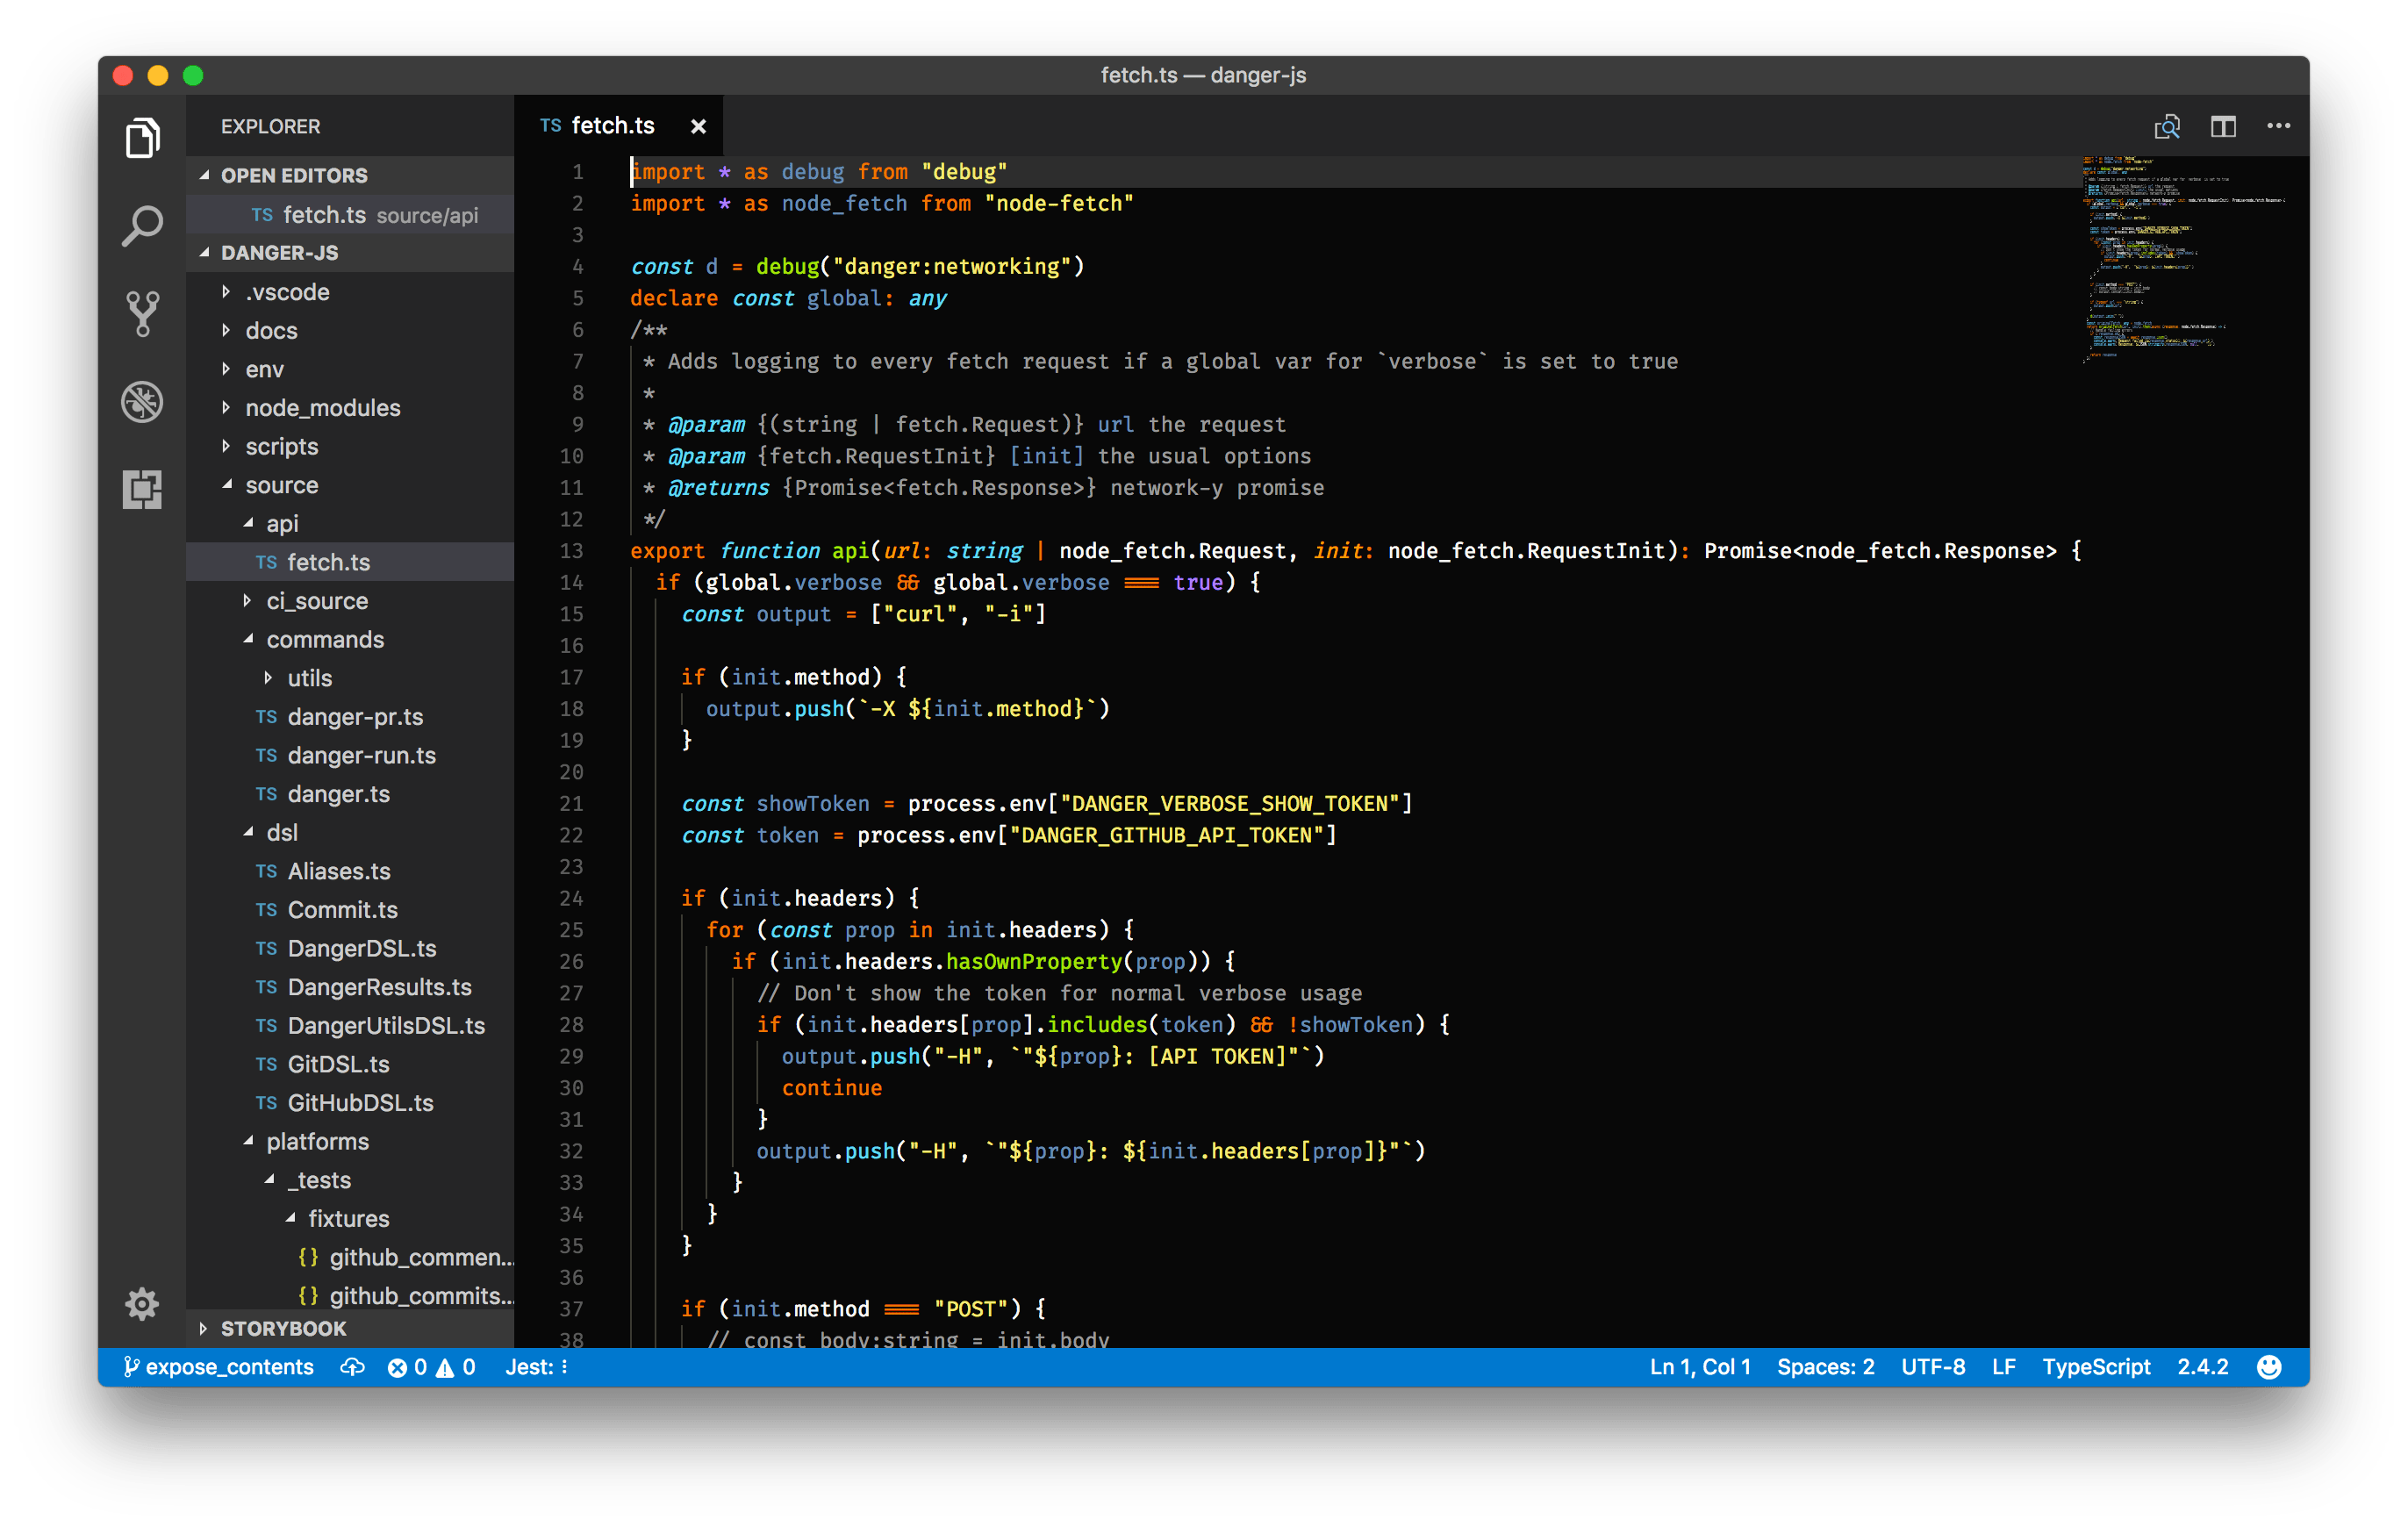 fetch.ts — danger-js
EXPLORER
OPEN EDITORS
TS fetch.ts source/api
DANGER-JS
.vscode
docs
env
node_modules
scripts
source
api
TS fetch.ts
ci_source
commands
utils
TS danger-pr.ts
TS danger-run.ts
TS danger.ts
dsl
TS Aliases.ts
TS Commit.ts
TS DangerDSL.ts
TS DangerResults.ts
TS DangerUtilsDSL.ts
TS GitDSL.ts
TS GitHubDSL.ts
platforms
_tests
fixtures
{} github_commen...
{} github_commits...
STORYBOOK
TS fetch.ts ×
1 import * as debug from "debug"
2 import * as node_fetch from "node-fetch"
3
4 const d = debug("danger:networking")
5 declare const global: any
6 /**
7 * Adds logging to every fetch request if a global var for `verbose` is set to true
8 *
9 * @param {(string | fetch.Request)} url the request
10 * @param {fetch.RequestInit} [init] the usual options
11 * @returns {Promise<fetch.Response>} network-y promise
12 */
13 export function api(url: string | node_fetch.Request, init: node_fetch.RequestInit): Promise<node_fetch.Response> {
14 if (global.verbose && global.verbose === true) {
15 const output = ["curl", "-i"]
16
17 if (init.method) {
18 output.push(`-X ${init.method}`)
19 }
20
21 const showToken = process.env["DANGER_VERBOSE_SHOW_TOKEN"]
22 const token = process.env["DANGER_GITHUB_API_TOKEN"]
23
24 if (init.headers) {
25 for (const prop in init.headers) {
26 if (init.headers.hasOwnProperty(prop)) {
27 // Don't show the token for normal verbose usage
28 if (init.headers[prop].includes(token) && !showToken) {
29 output.push("-H", `"${prop}: [API TOKEN]"`)
30 continue
31 }
32 output.push("-H", `"${prop}: ${init.headers[prop]}"`)
33 }
34 }
35 }
36
37 if (init.method === "POST") {
38 // const body:string = init.body
expose_contents 0 0 Jest:
Ln 1, Col 1 Spaces: 2 UTF-8 LF TypeScript 2.4.2